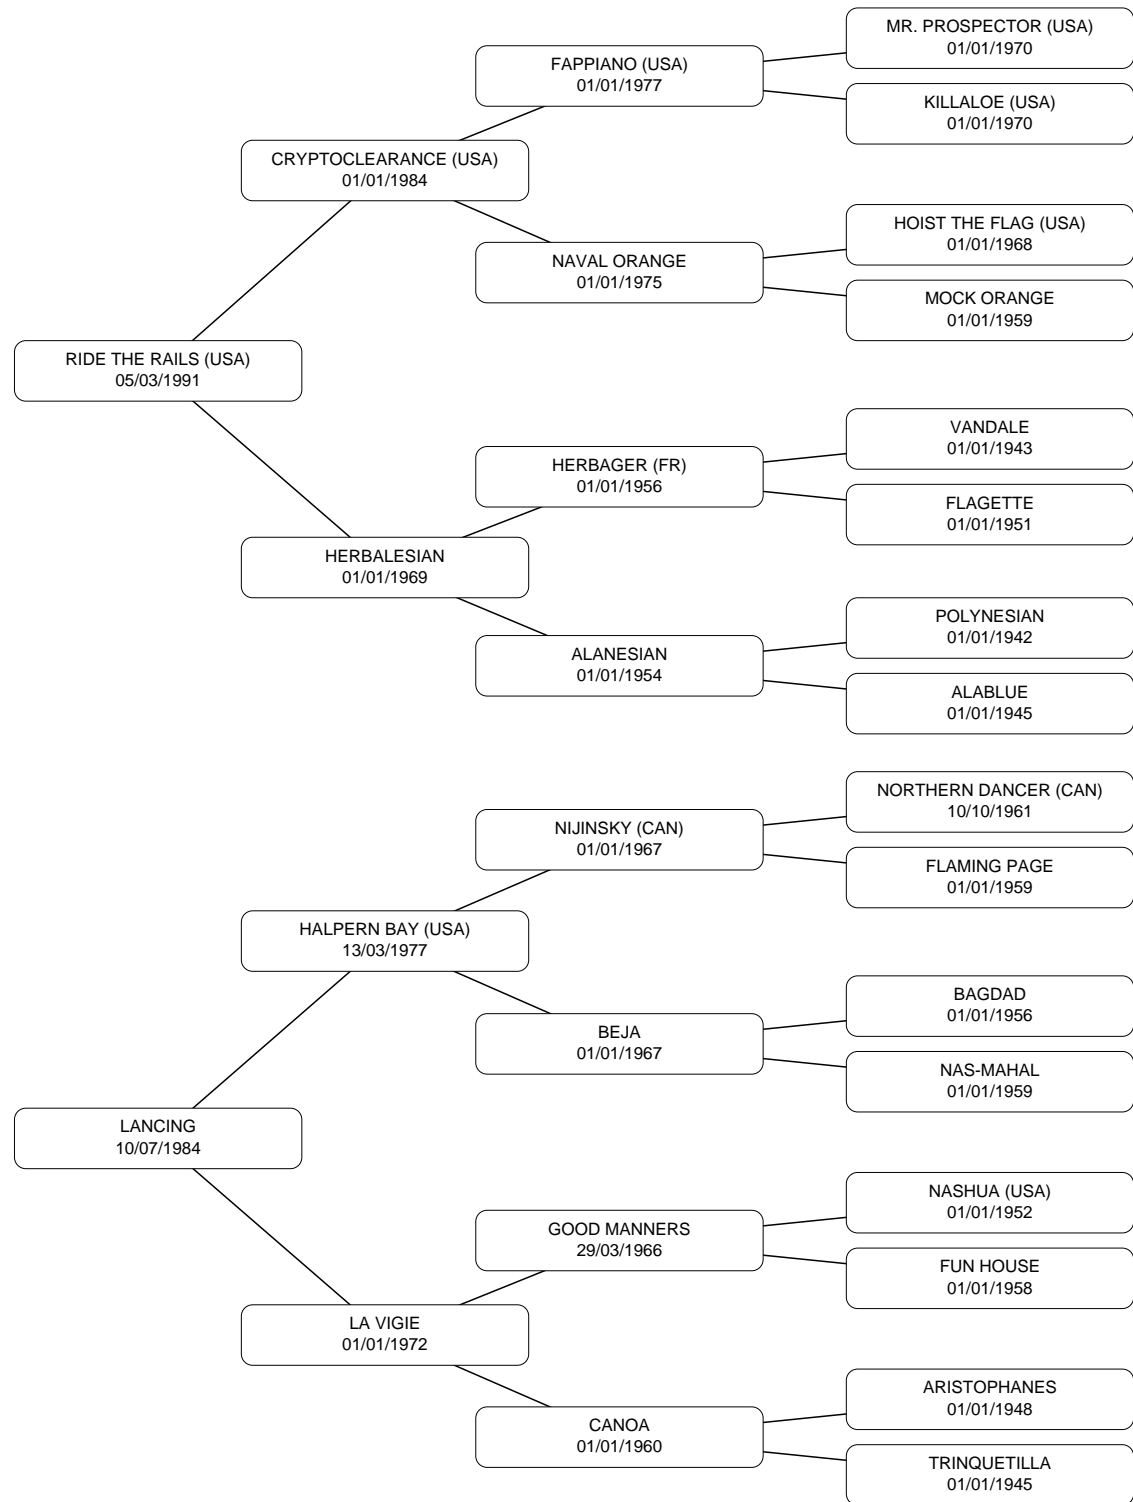 MR. PROSPECTOR (USA)
01/01/1970
FAPPIANO (USA)
01/01/1977
KILLALOE (USA)
01/01/1970
CRYPTOCLEARANCE (USA)
01/01/1984
HOIST THE FLAG (USA)
01/01/1968
NAVAL ORANGE
01/01/1975
MOCK ORANGE
01/01/1959
RIDE THE RAILS (USA)
05/03/1991
VANDALE
01/01/1943
HERBAGER (FR)
01/01/1956
FLAGETTE
01/01/1951
HERBALESIAN
01/01/1969
POLYNESIAN
01/01/1942
ALANESIAN
01/01/1954
ALABLUE
01/01/1945
NORTHERN DANCER (CAN)
10/10/1961
NIJINSKY (CAN)
01/01/1967
FLAMING PAGE
01/01/1959
HALPERN BAY (USA)
13/03/1977
BAGDAD
01/01/1956
BEJA
01/01/1967
NAS-MAHAL
01/01/1959
LANCING
10/07/1984
NASHUA (USA)
01/01/1952
GOOD MANNERS
29/03/1966
FUN HOUSE
01/01/1958
LA VIGIE
01/01/1972
ARISTOPHANES
01/01/1948
CANOA
01/01/1960
TRINQUETILLA
01/01/1945